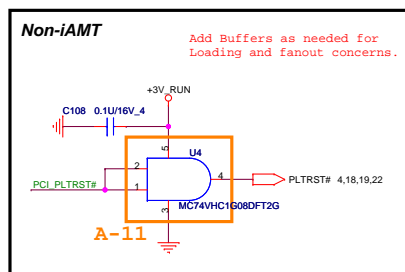 Non-iAMT
Add Buffers as needed for
Loading and fanout concerns.
+3V_RUN
C108 0.1U/16V_4
5
U4
2
4
PLTRST# 4,18,19,22
PCI_PLTRST#
1
MC74VHC1G08DFT2G
3
A-11